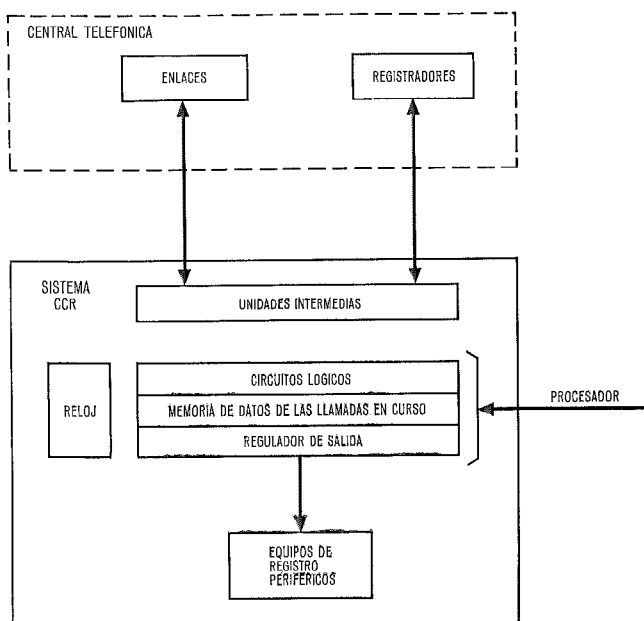 CENTRAL TELEFONICA
ENLACES
REGISTRADORES
SISTEMA
CCR
UNIDADES INTERMEDIAS
RELOJ
CIRCUITOS LOGICOS
MEMORIA DE DATOS DE LAS LLAMADAS EN CURSO
REGULADOR DE SALIDA
PROCESADOR
EQUIPOS DE
REGISTRO
PERIFERICOS